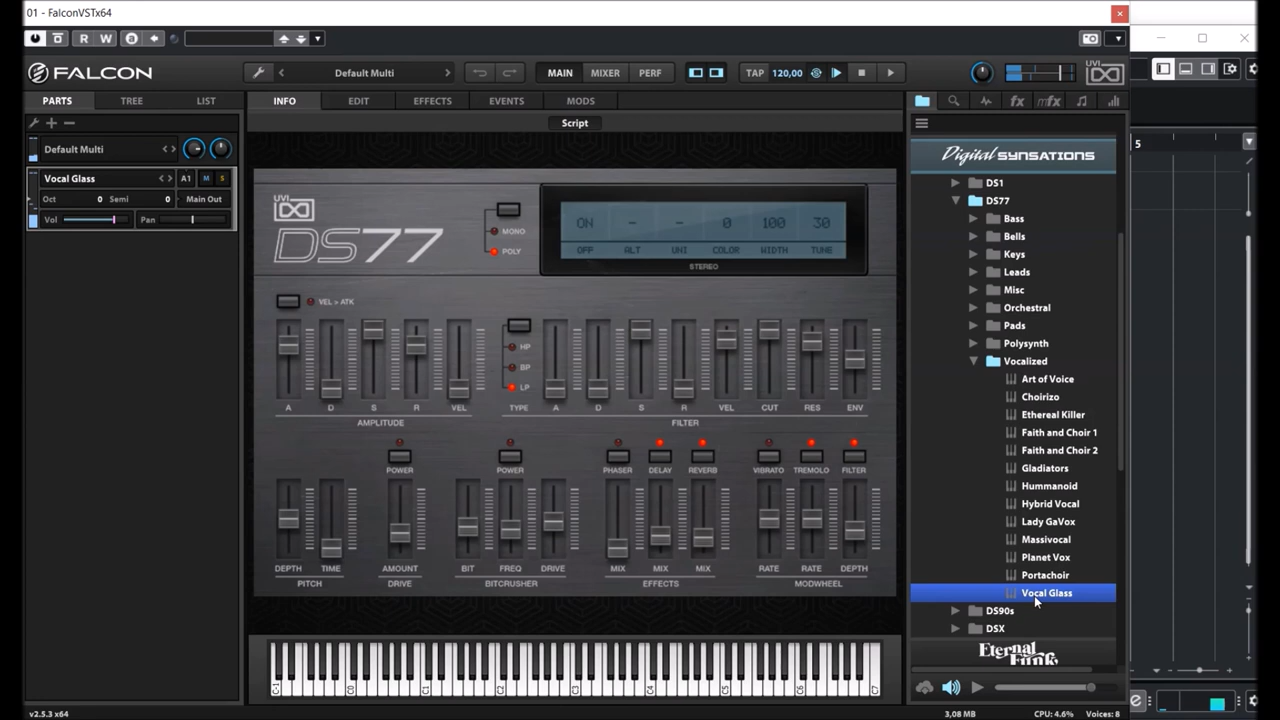 01 - FalconVSTx64
R W
FALCON
Default Multi
MAIN MIXER PERF
TAP 120,00
UVI
PARTS TREE LIST
INFO EDIT EFFECTS EVENTS MODS
Script
Default Multi
Vocal Glass A1 M S
Oct 0 Semi 0 Main Out
Vol Pan
UVI
DS77
MONO
POLY
ON - - 0 100 30
OFF ALT UNI COLOR WIDTH TUNE
STEREO
VEL > ATK
HP
BP
LP
A D S R VEL TYPE A D S R VEL CUT RES ENV
AMPLITUDE FILTER
POWER POWER PHASER DELAY REVERB VIBRATO TREMOLO FILTER
DEPTH TIME AMOUNT BIT FREQ DRIVE MIX MIX MIX RATE RATE DEPTH
PITCH DRIVE BITCRUSHER EFFECTS MODWHEEL
Digital SYNSATIONS
DS1
DS77
Bass
Bells
Keys
Leads
Misc
Orchestral
Pads
Polysynth
Vocalized
Art of Voice
Choirizo
Ethereal Killer
Faith and Choir 1
Faith and Choir 2
Gladiators
Hummanoid
Hybrid Vocal
Lady GaVox
Massivocal
Planet Vox
Portachoir
Vocal Glass
DS90s
DSX
Eternal
Funk
5
v2.5.3 x64
3,08 MB
CPU: 4.6% Voices: 8